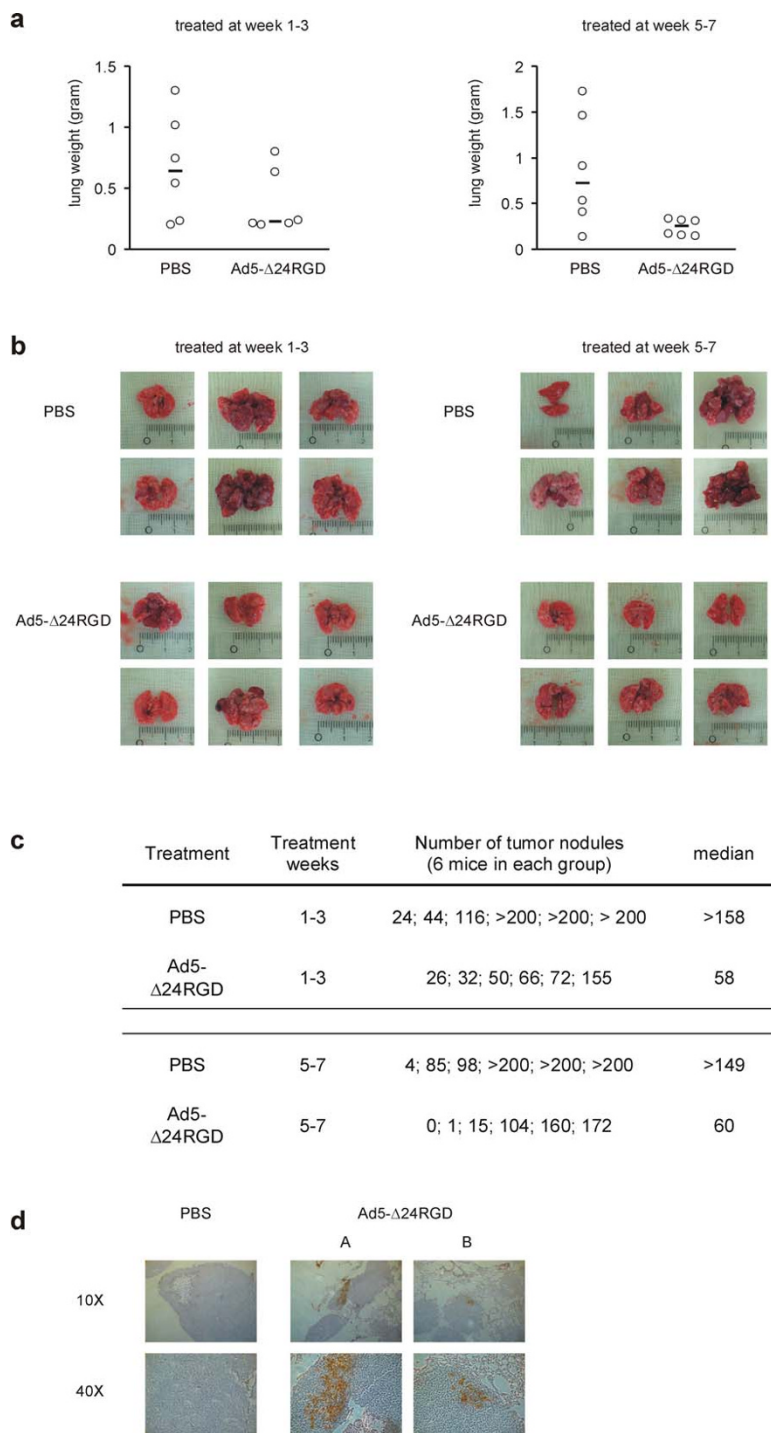 a
treated at week 1-3
treated at week 5-7
lung weight (gram)
1.5
1
0.5
0
PBS Ad5-Δ24RGD
lung weight (gram)
2
1.5
1
0.5
0
PBS Ad5-Δ24RGD
b
treated at week 1-3
treated at week 5-7
PBS
PBS
Ad5-Δ24RGD
Ad5-Δ24RGD
c
Treatment Treatment weeks Number of tumor nodules (6 mice in each group) median
PBS 1-3 24; 44; 116; >200; >200; > 200 >158
Ad5-Δ24RGD 1-3 26; 32; 50; 66; 72; 155 58
PBS 5-7 4; 85; 98; >200; >200; >200 >149
Ad5-Δ24RGD 5-7 0; 1; 15; 104; 160; 172 60
d
PBS Ad5-Δ24RGD
A B
10X
40X